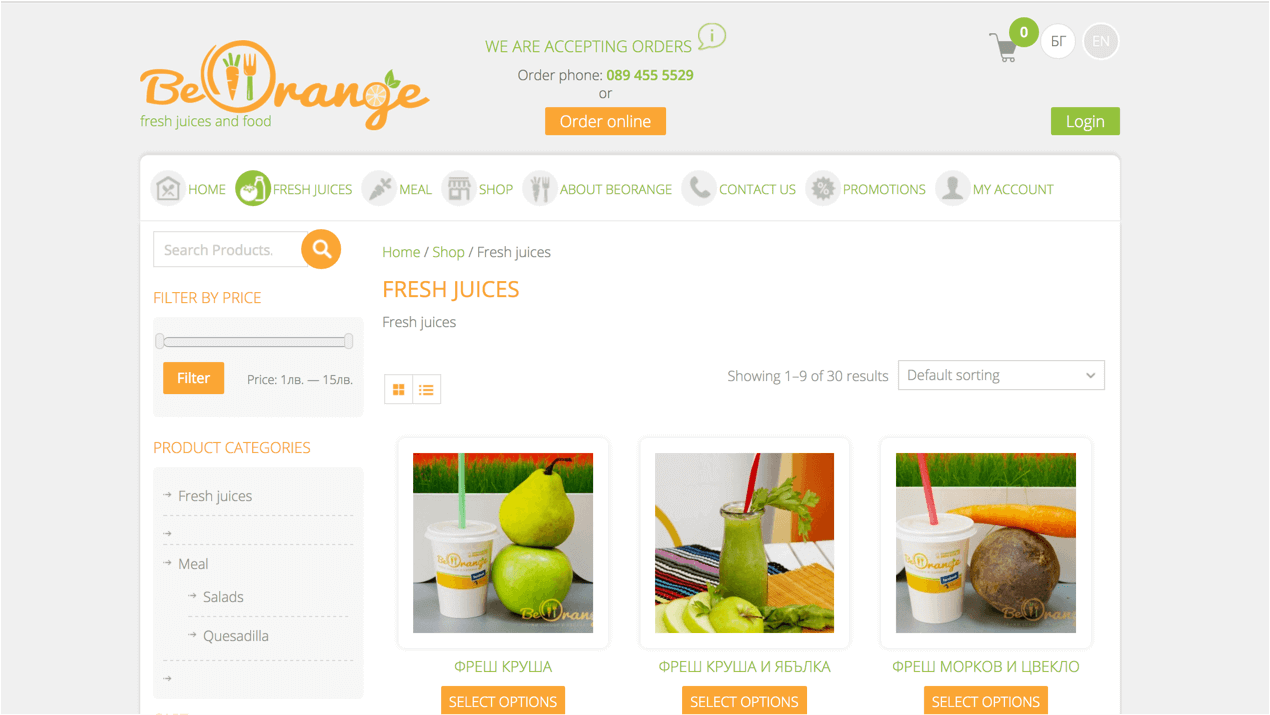 BeOrange
fresh juices and food
WE ARE ACCEPTING ORDERS
Order phone: 089 455 5529
or
Order online
0
БГ
EN
Login
HOME
FRESH JUICES
MEAL
SHOP
ABOUT BEORANGE
CONTACT US
PROMOTIONS
MY ACCOUNT
Search Products.
FILTER BY PRICE
Filter
Price: 1лв. — 15лв.
PRODUCT CATEGORIES
Fresh juices
Meal
Salads
Quesadilla
Home / Shop / Fresh juices
FRESH JUICES
Fresh juices
Showing 1–9 of 30 results
Default sorting
BeOrange
BeOrang
BeOrange
BeOrang
ФРЕШ КРУША
ФРЕШ КРУША И ЯБЪЛКА
ФРЕШ МОРКОВ И ЦВЕКЛО
SELECT OPTIONS
SELECT OPTIONS
SELECT OPTIONS